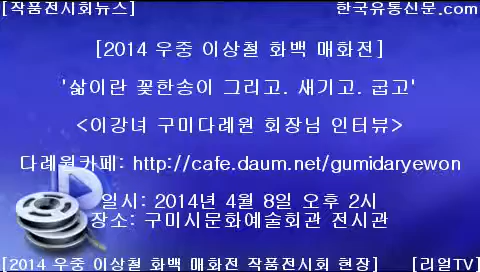 [작품전시회뉴스] 한국유통신문.com
[2014 우중 이상철 화백 매화전]
'삶이란 꽃한송이 그리고. 새기고. 굽고'
<이강녀 구미다례원 회장님 인터뷰>
다례원카페: http://cafe.daum.net/gumidaryewon
일시: 2014년 4월 8일 오후 2시
장소: 구미시문화예술회관 전시관
[2014 우중 이상철 화백 매화전 작품전시회 현장] [리얼TV]